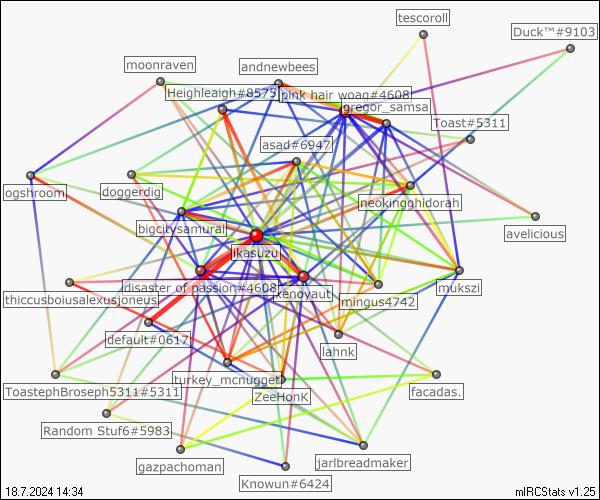 tescoroll
Duck™#9103
moonraven
andnewbees
Heighleaigh#8575
pink hair woag#4608
gregor_samsa
Toast#5311
asad#6947
ogshroom
doggerdig
neokingghidorah
bigcitysamurai
avelicious
ikasuzu
disaster of passion#4608
xenoyauti
mukszi
thiccusboiusalexusjoneus
mingus4742
default#0617
lahnk
turkey_mcnugget
ToastephBroseph5311#5311
ZeeHonK
facadas.
Random Stuf6#5983
gazpachoman
jarlbreadmaker
Knowun#6424
18.7.2024 14:34
mIRCStats v1.25